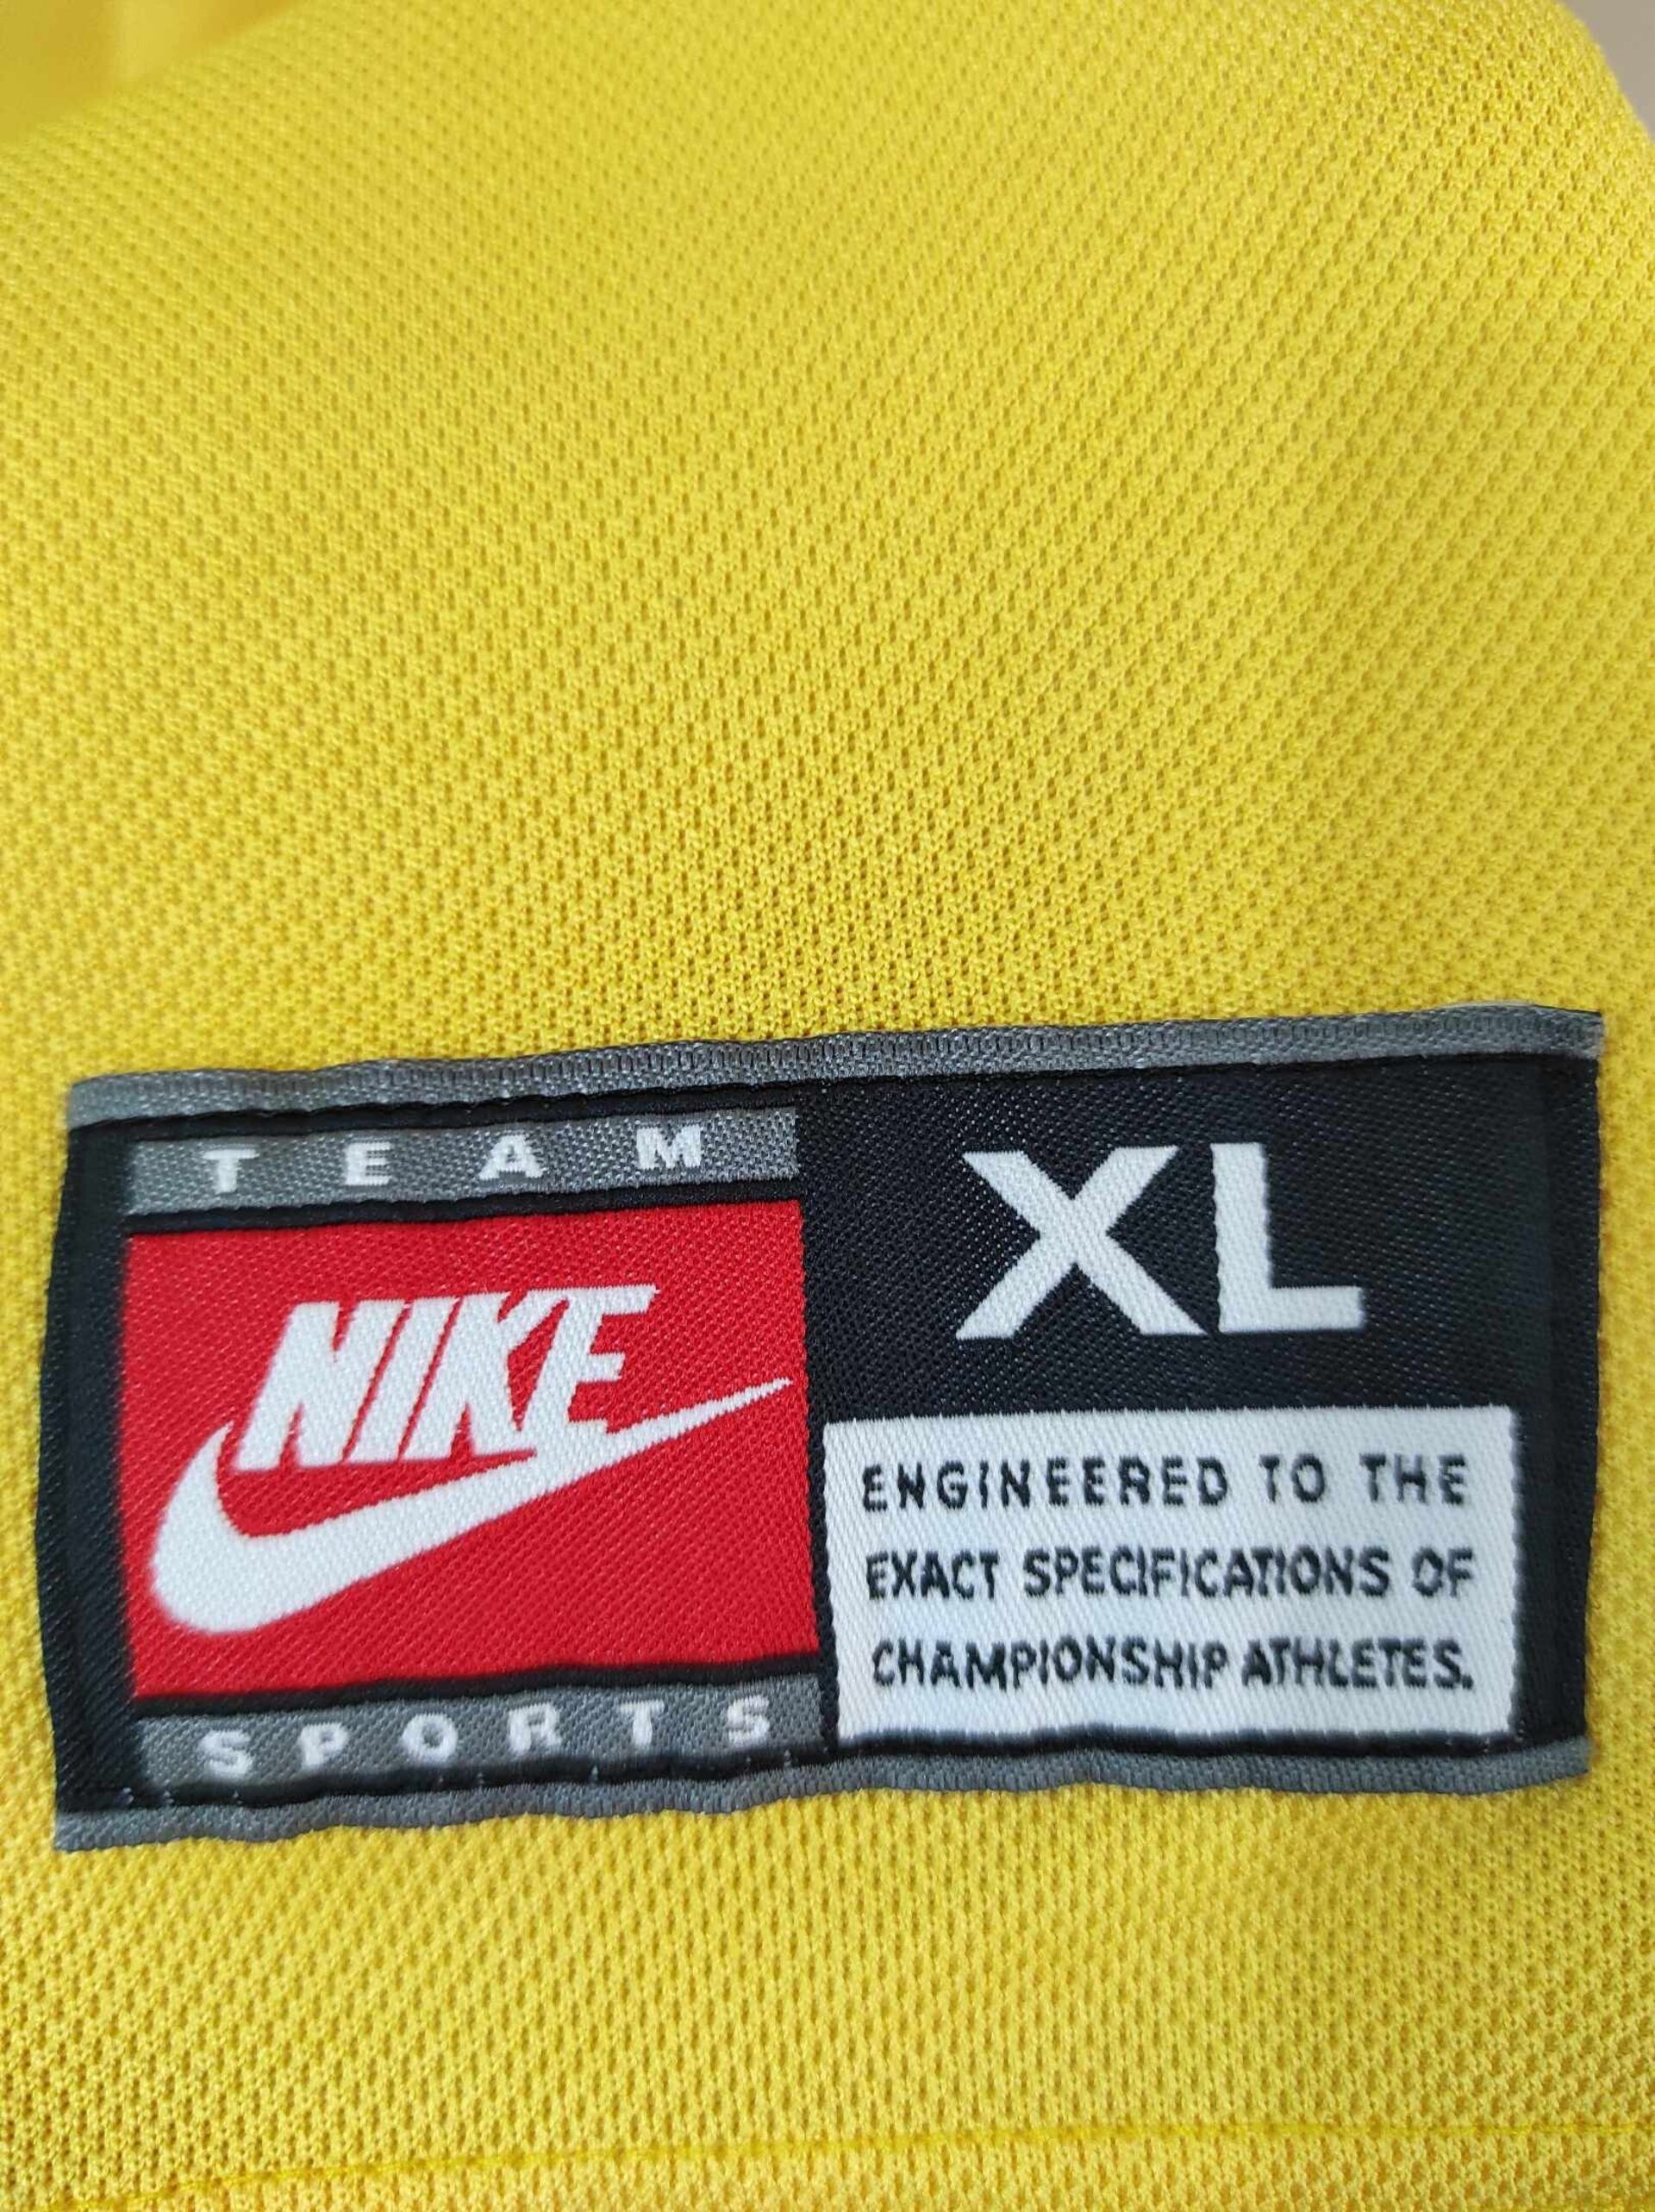 TEAM
NIKE
SPORTS
XL
ENGINEERED TO THE
EXACT SPECIFICATIONS OF
CHAMPIONSHIP ATHLETES.